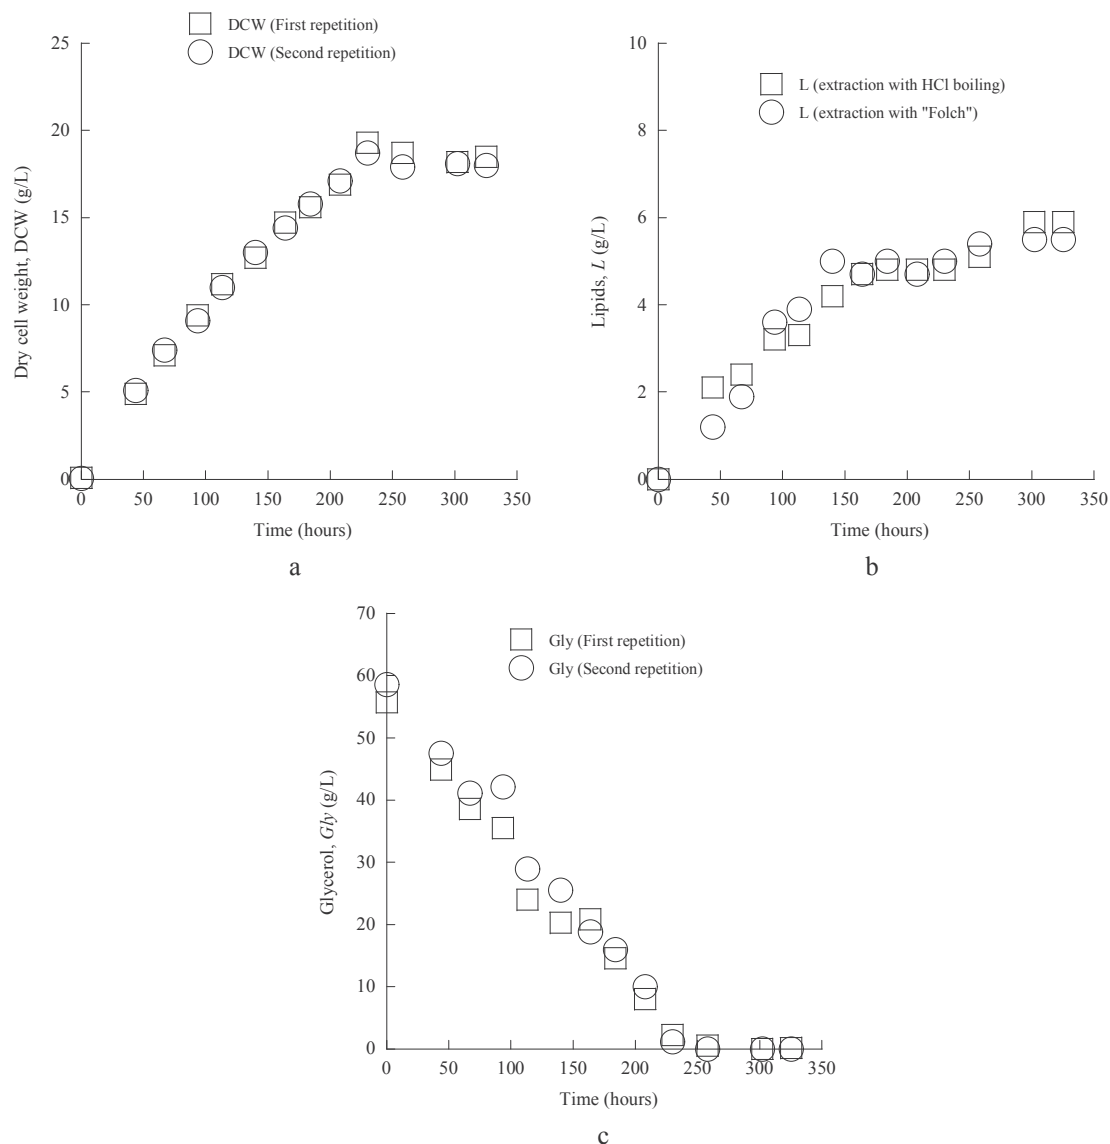 DCW (First repetition)
DCW (Second repetition)
25
20
15
10
5
0
Dry cell weight, DCW (g/L)
0 50 100 150 200 250 300 350
Time (hours)
a
L (extraction with HCl boiling)
L (extraction with "Folch")
10
8
6
4
2
0
Lipids, L (g/L)
0 50 100 150 200 250 300 350
Time (hours)
b
Gly (First repetition)
Gly (Second repetition)
70
60
50
40
30
20
10
0
Glycerol, Gly (g/L)
0 50 100 150 200 250 300 350
Time (hours)
c